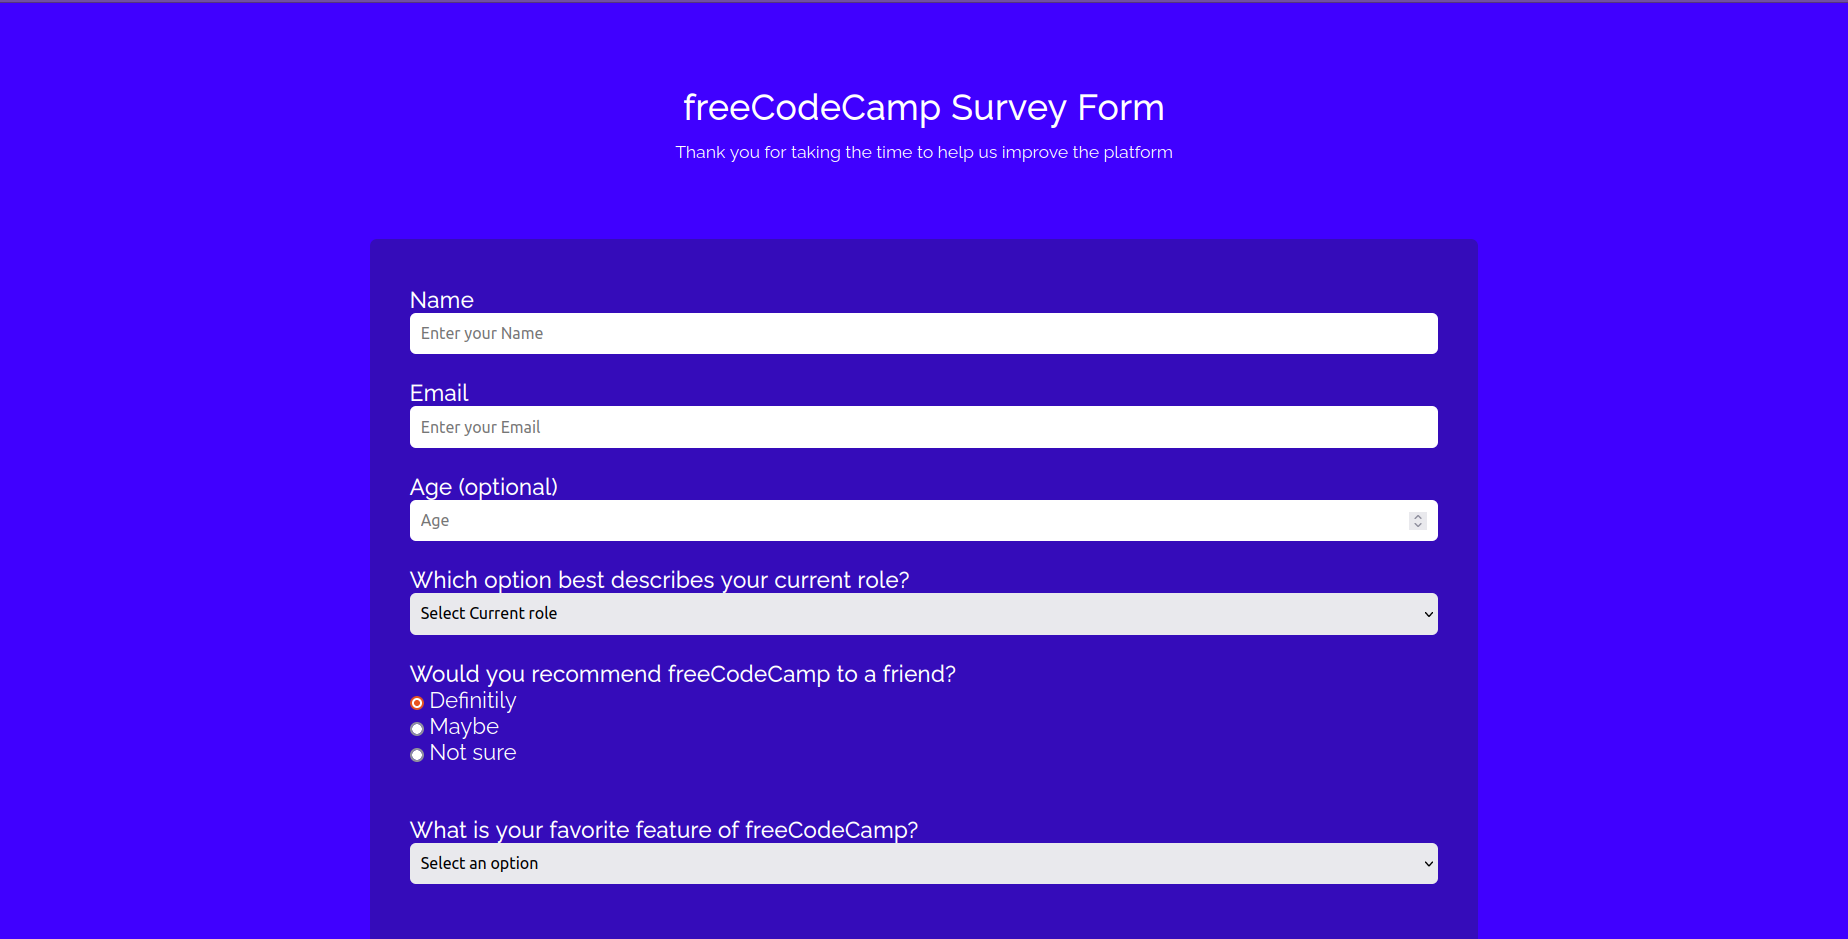 freeCodeCamp Survey Form
Thank you for taking the time to help us improve the platform
Name
Enter your Name
Email
Enter your Email
Age (optional)
Age
Which option best describes your current role?
Select Current role
Would you recommend freeCodeCamp to a friend?
Definitily
Maybe
Not sure
What is your favorite feature of freeCodeCamp?
Select an option